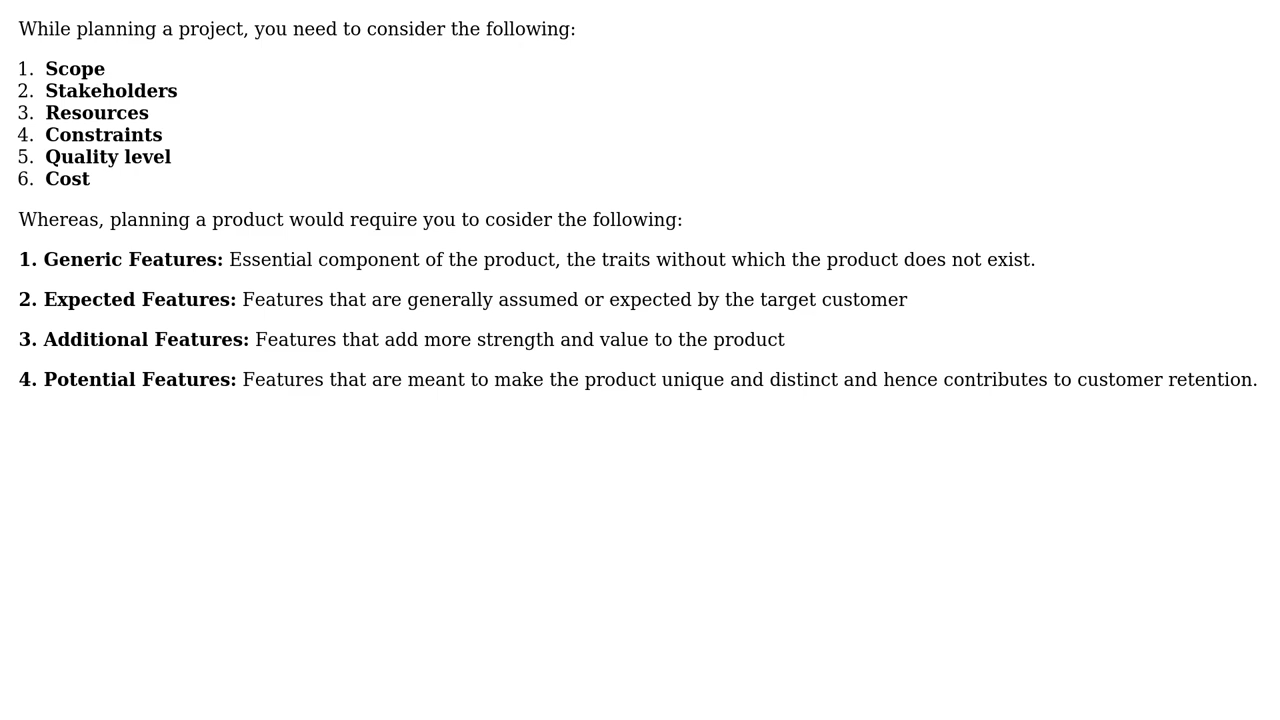 While planning a project, you need to consider the following:
1. Scope
2. Stakeholders
3. Resources
4. Constraints
5. Quality level
6. Cost
Whereas, planning a product would require you to cosider the following:
1. Generic Features: Essential component of the product, the traits without which the product does not exist.
2. Expected Features: Features that are generally assumed or expected by the target customer
3. Additional Features: Features that add more strength and value to the product
4. Potential Features: Features that are meant to make the product unique and distinct and hence contributes to customer retention.